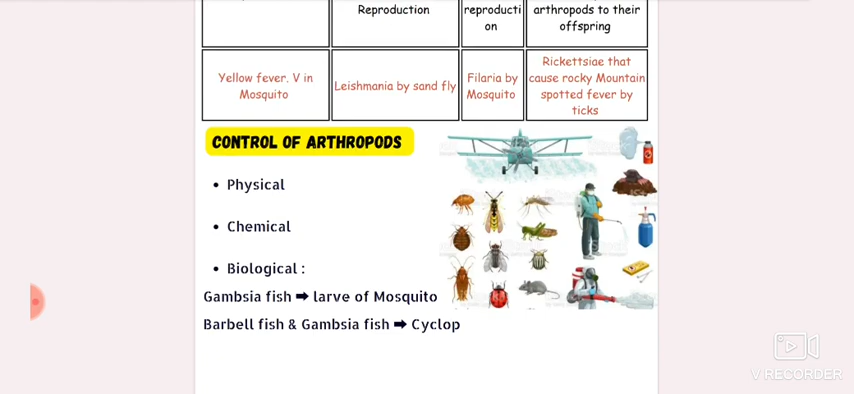 Reproduction
reproducti
on
arthropods to their
offspring
Yellow fever. V in
Mosquito
Leishmania by sand fly
Filaria by
Mosquito
Rickettsiae that
cause rocky Mountain
spotted fever by
ticks
CONTROL OF ARTHROPODS
• Physical
• Chemical
• Biological :
Gambsia fish ➡ larve of Mosquito
Barbell fish & Gambsia fish ➡ Cyclop
V RECORDER